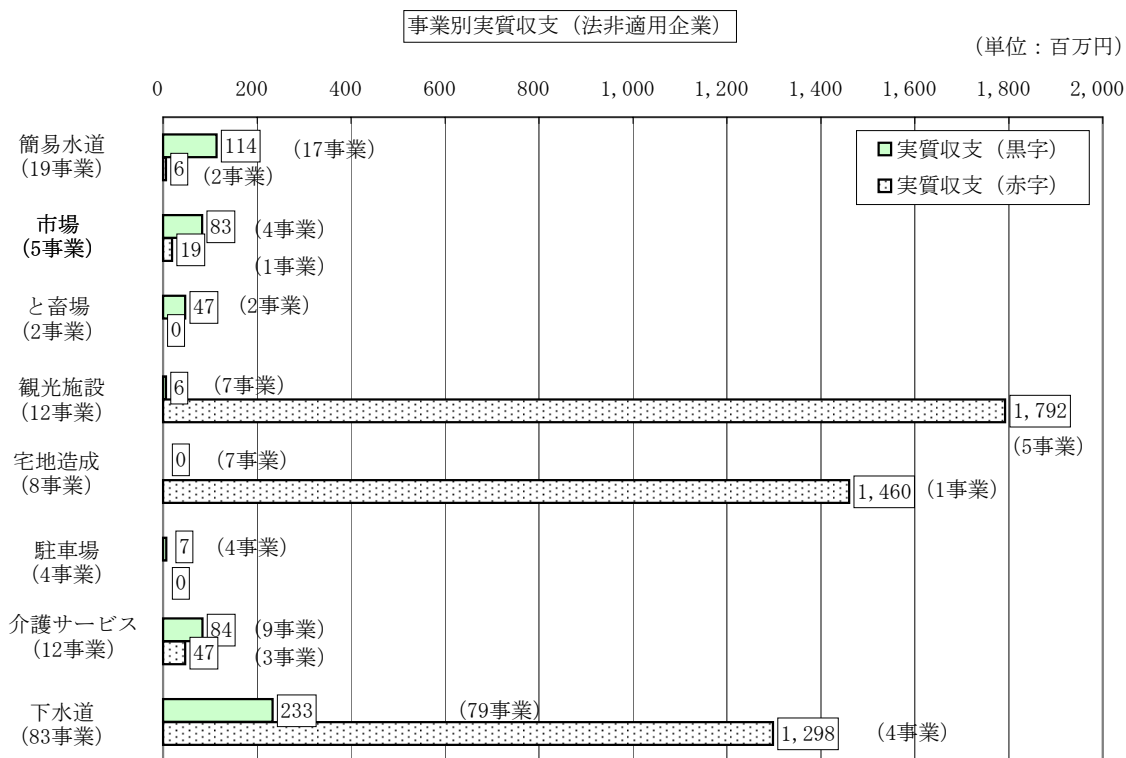 事業別実質収支（法非適用企業）
（単位：百万円）
0 200 400 600 800 1,000 1,200 1,400 1,600 1,800 2,000
実質収支（黒字）
実質収支（赤字）
簡易水道
(19事業)
114 (17事業)
6 (2事業)
市場
(5事業)
83 (4事業)
19
(1事業)
と畜場
(2事業)
47 (2事業)
0
観光施設
(12事業)
6 (7事業)
1,792
(5事業)
宅地造成
(8事業)
0 (7事業)
1,460 (1事業)
駐車場
(4事業)
7 (4事業)
0
介護サービス
(12事業)
84 (9事業)
47 (3事業)
下水道
(83事業)
233 (79事業)
1,298 (4事業)